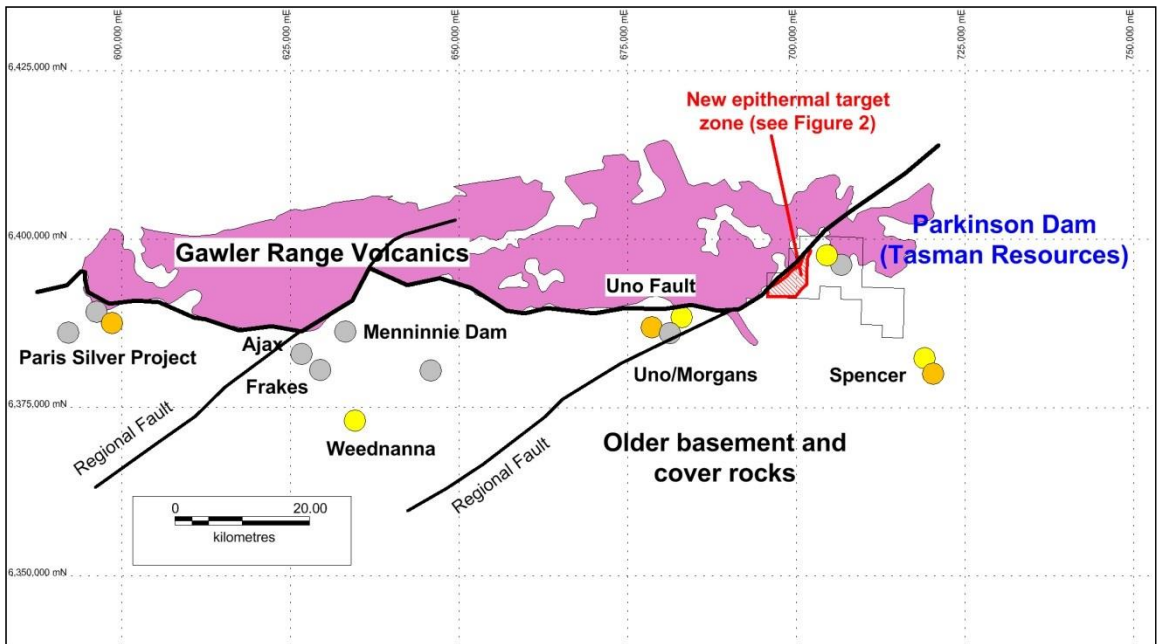 600,000 mE
625,000 mE
650,000 mE
675,000 mE
700,000 mE
725,000 mE
750,000 mE
6,425,000 mN
New epithermal target
zone (see Figure 2)
6,400,000 mN
Gawler Range Volcanics
Parkinson Dam
(Tasman Resources)
Uno Fault
Paris Silver Project
Ajax
Menninnie Dam
Frakes
Uno/Morgans
Spencer
6,375,000 mN
Regional Fault
Weednanna
Regional Fault
Older basement and
cover rocks
0 20.00
kilometres
6,350,000 mN